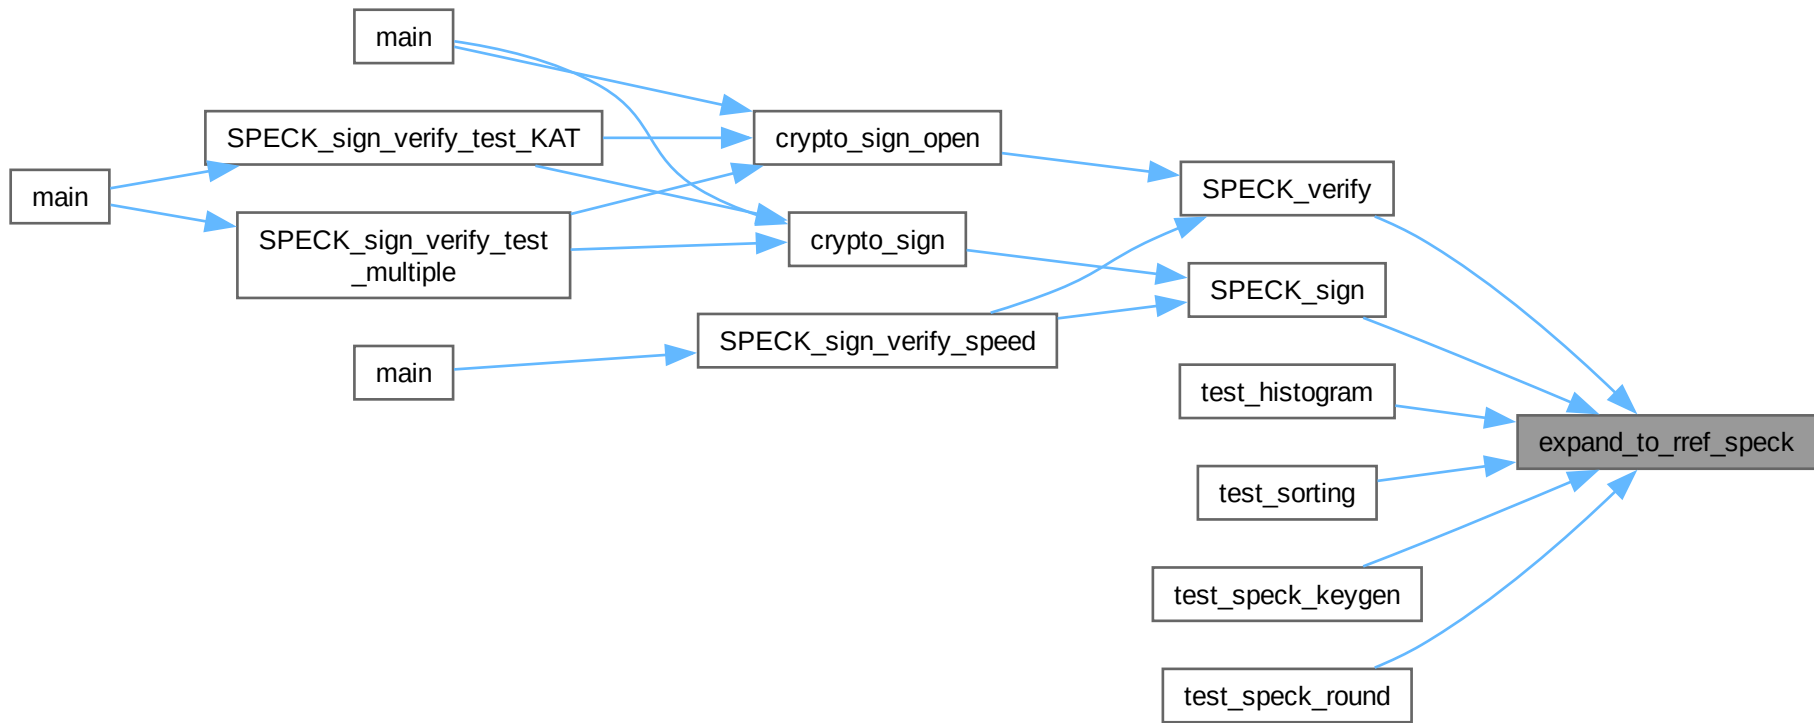 main
SPECK_sign_verify_test_KAT
crypto_sign_open
SPECK_verify
main
SPECK_sign_verify_test
_multiple
crypto_sign
SPECK_sign
SPECK_sign_verify_speed
main
test_histogram
expand_to_rref_speck
test_sorting
test_speck_keygen
test_speck_round